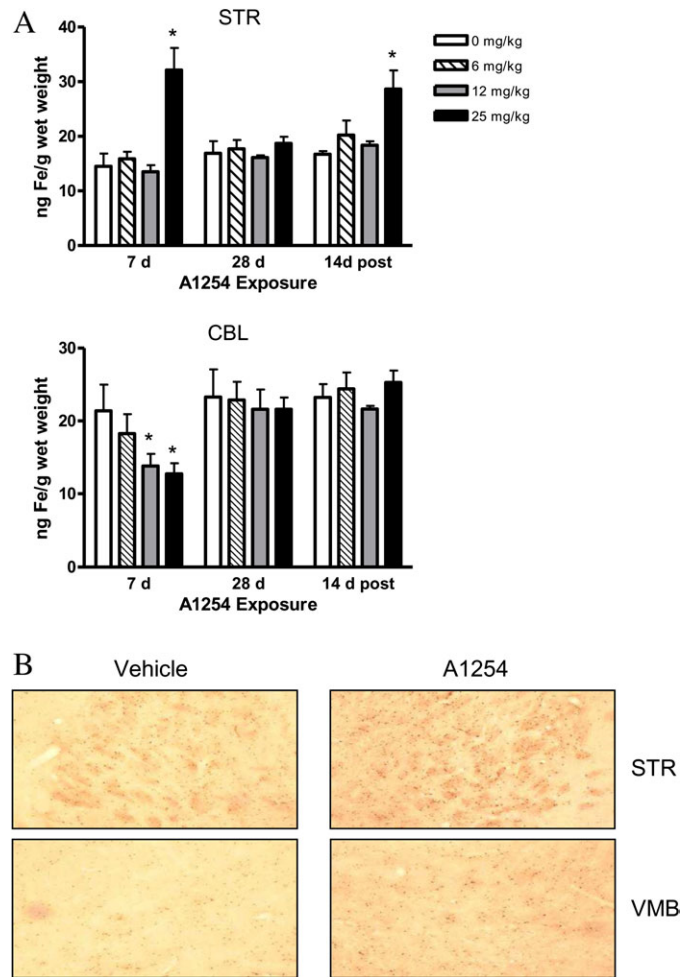 A
STR
ng Fe/g wet weight
40
30
20
10
0
*
*
7 d
28 d
14d post
A1254 Exposure
0 mg/kg
6 mg/kg
12 mg/kg
25 mg/kg
CBL
ng Fe/g wet weight
30
20
10
0
*
*
7 d
28 d
14 d post
A1254 Exposure
B
Vehicle
A1254
STR
VMB